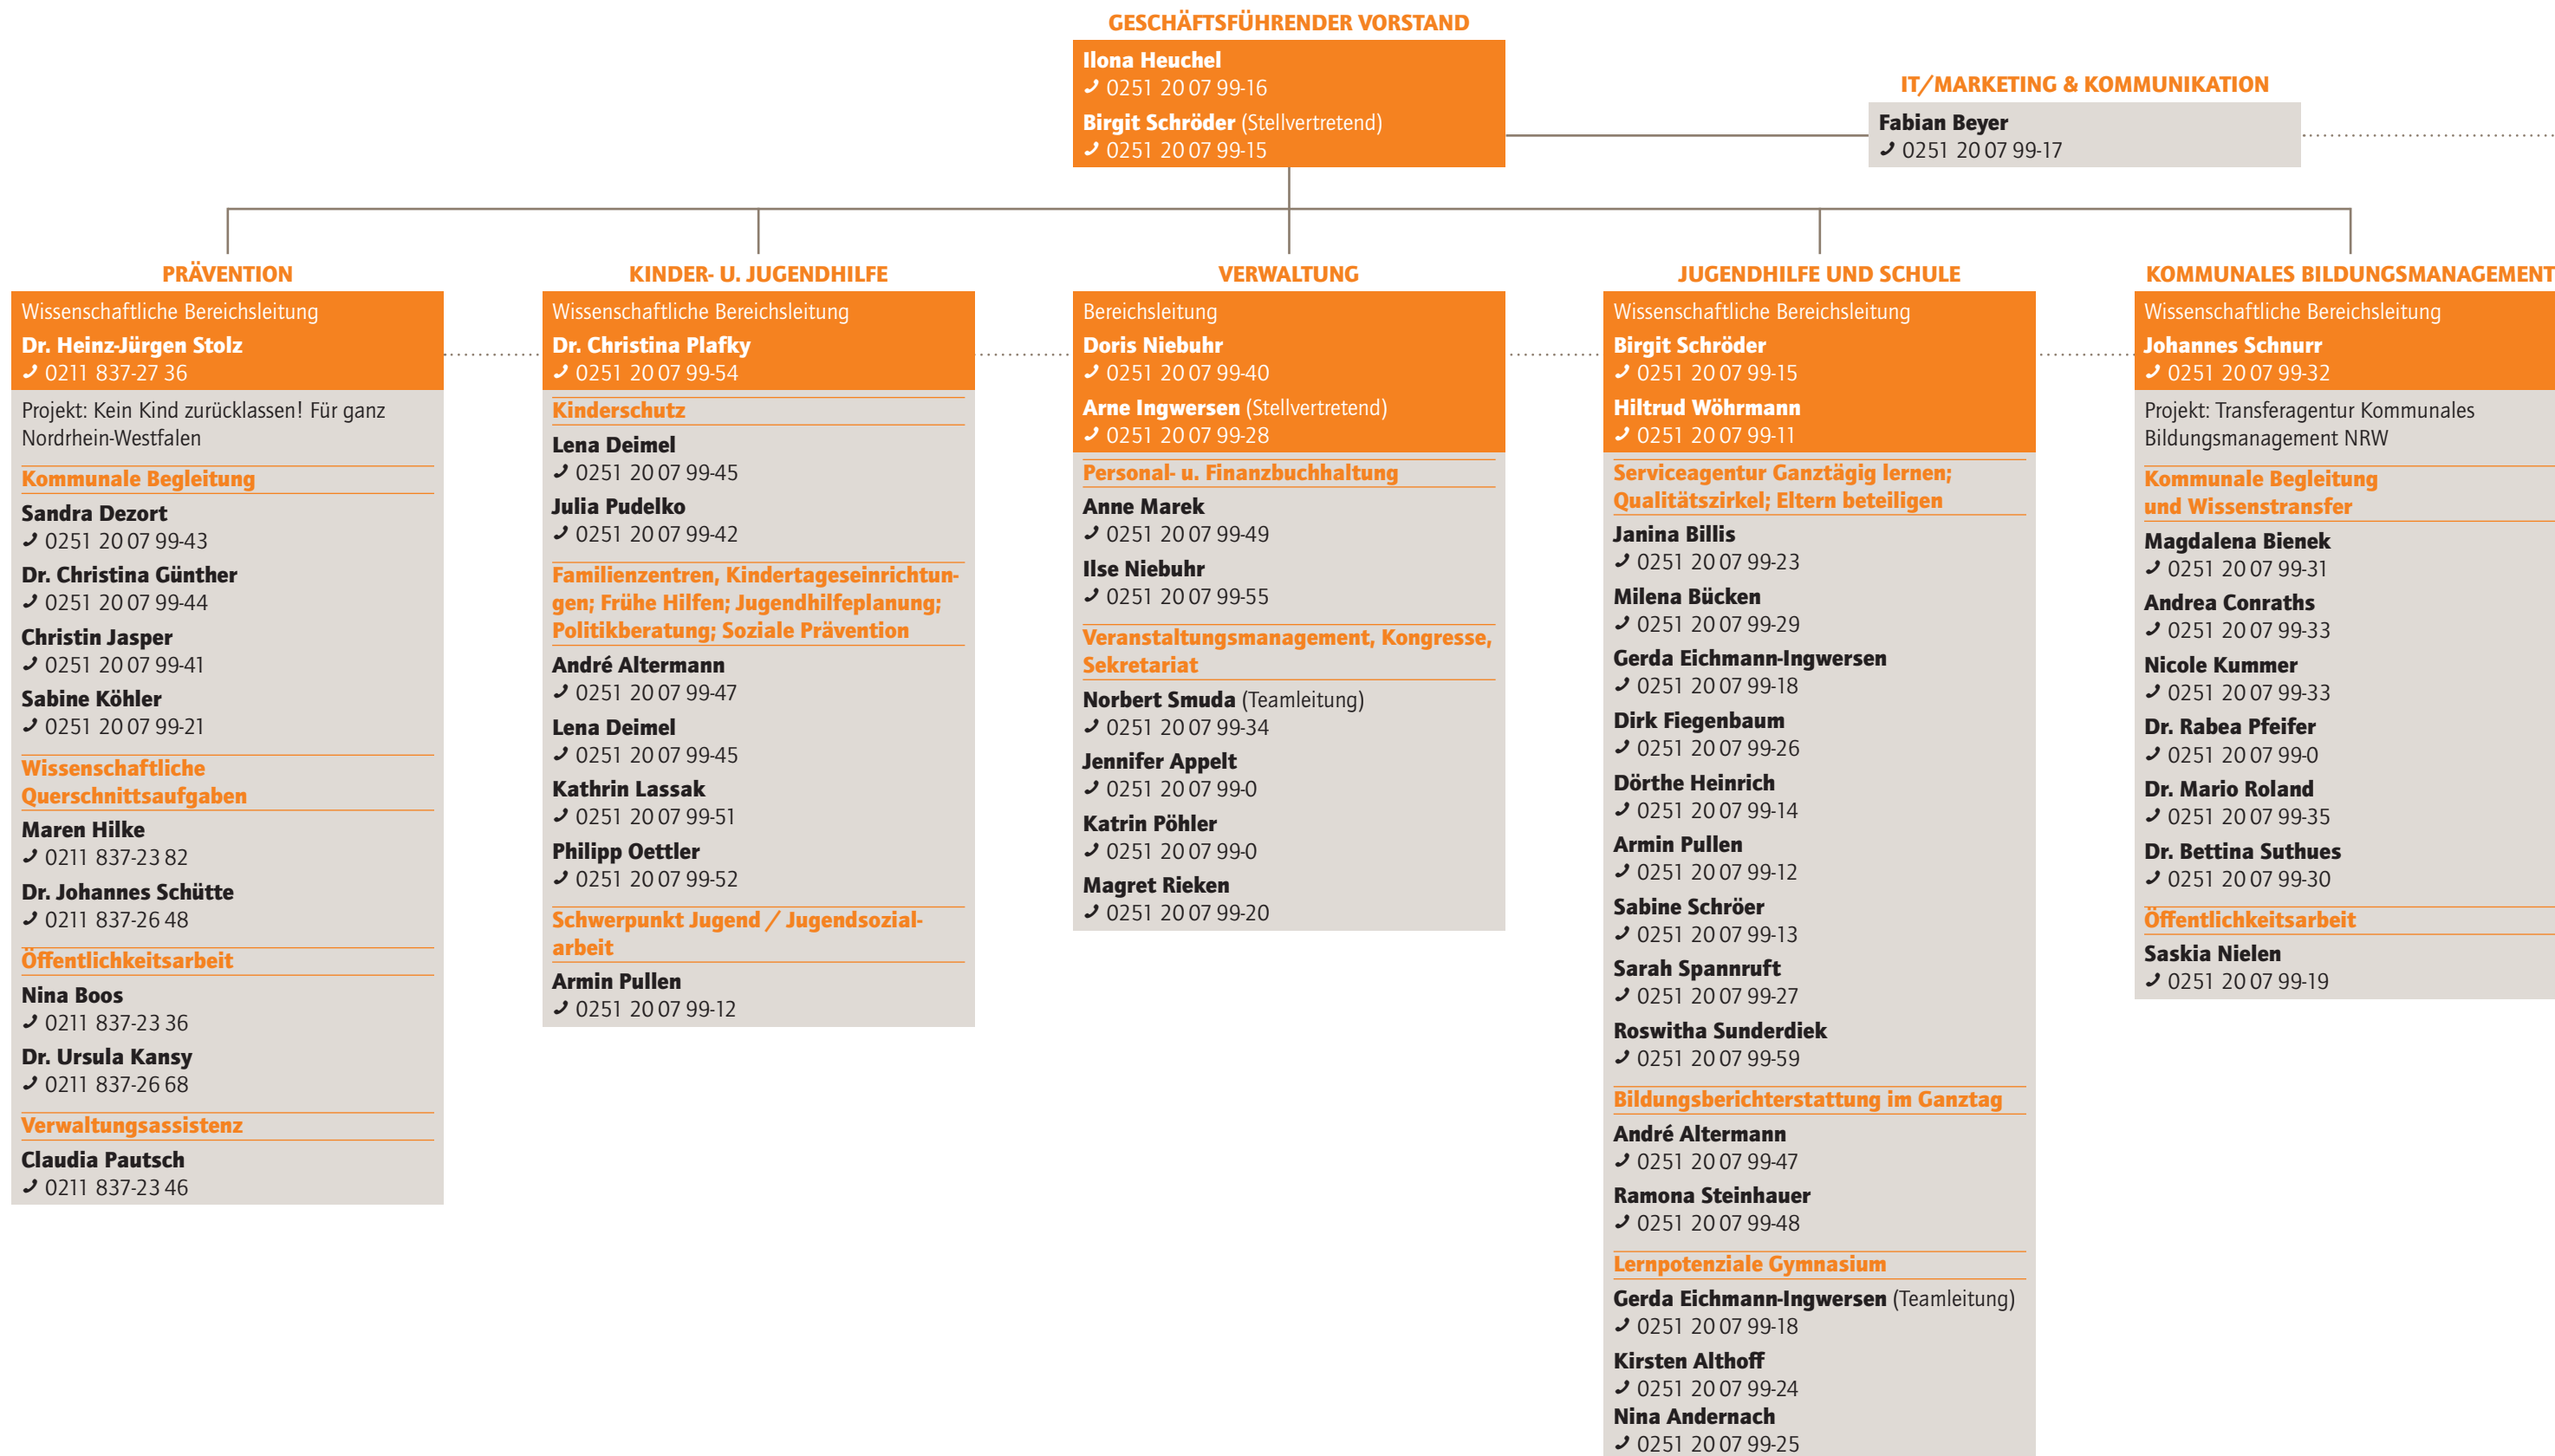 GESCHÄFTSFÜHRENDER VORSTAND
Ilona Heuchel
0251 20 07 99-16
Birgit Schröder (Stellvertretend)
0251 20 07 99-15
IT/MARKETING & KOMMUNIKATION
Fabian Beyer
0251 20 07 99-17
PRÄVENTION
Wissenschaftliche Bereichsleitung
Dr. Heinz-Jürgen Stolz
0211 837-27 36
Projekt: Kein Kind zurücklassen! Für ganz
Nordrhein-Westfalen
Kommunale Begleitung
Sandra Dezort
0251 20 07 99-43
Dr. Christina Günther
0251 20 07 99-44
Christin Jasper
0251 20 07 99-41
Sabine Köhler
0251 20 07 99-21
Wissenschaftliche
Querschnittsaufgaben
Maren Hilke
0211 837-23 82
Dr. Johannes Schütte
0211 837-26 48
Öffentlichkeitsarbeit
Nina Boos
0211 837-23 36
Dr. Ursula Kansy
0211 837-26 68
Verwaltungsassistenz
Claudia Pautsch
0211 837-23 46
KINDER- U. JUGENDHILFE
Wissenschaftliche Bereichsleitung
Dr. Christina Plafky
0251 20 07 99-54
Kinderschutz
Lena Deimel
0251 20 07 99-45
Julia Pudelko
0251 20 07 99-42
Familienzentren, Kindertageseinrichtun-
gen; Frühe Hilfen; Jugendhilfeplanung;
Politikberatung; Soziale Prävention
André Altermann
0251 20 07 99-47
Lena Deimel
0251 20 07 99-45
Kathrin Lassak
0251 20 07 99-51
Philipp Oettler
0251 20 07 99-52
Schwerpunkt Jugend / Jugendsozial-
arbeit
Armin Pullen
0251 20 07 99-12
VERWALTUNG
Bereichsleitung
Doris Niebuhr
0251 20 07 99-40
Arne Ingwersen (Stellvertretend)
0251 20 07 99-28
Personal- u. Finanzbuchhaltung
Anne Marek
0251 20 07 99-49
Ilse Niebuhr
0251 20 07 99-55
Veranstaltungsmanagement, Kongresse,
Sekretariat
Norbert Smuda (Teamleitung)
0251 20 07 99-34
Jennifer Appelt
0251 20 07 99-0
Katrin Pöhler
0251 20 07 99-0
Magret Rieken
0251 20 07 99-20
JUGENDHILFE UND SCHULE
Wissenschaftliche Bereichsleitung
Birgit Schröder
0251 20 07 99-15
Hiltrud Wöhrmann
0251 20 07 99-11
Serviceagentur Ganztägig lernen;
Qualitätszirkel; Eltern beteiligen
Janina Billis
0251 20 07 99-23
Milena Bücken
0251 20 07 99-29
Gerda Eichmann-Ingwersen
0251 20 07 99-18
Dirk Fiegenbaum
0251 20 07 99-26
Dörthe Heinrich
0251 20 07 99-14
Armin Pullen
0251 20 07 99-12
Sabine Schröer
0251 20 07 99-13
Sarah Spannruft
0251 20 07 99-27
Roswitha Sunderdiek
0251 20 07 99-59
Bildungsberichterstattung im Ganztag
André Altermann
0251 20 07 99-47
Ramona Steinhauer
0251 20 07 99-48
Lernpotenziale Gymnasium
Gerda Eichmann-Ingwersen (Teamleitung)
0251 20 07 99-18
Kirsten Althoff
0251 20 07 99-24
Nina Andernach
0251 20 07 99-25
KOMMUNALES BILDUNGSMANAGEMENT
Wissenschaftliche Bereichsleitung
Johannes Schnurr
0251 20 07 99-32
Projekt: Transferagentur Kommunales
Bildungsmanagement NRW
Kommunale Begleitung
und Wissenstransfer
Magdalena Bienek
0251 20 07 99-31
Andrea Conraths
0251 20 07 99-33
Nicole Kummer
0251 20 07 99-33
Dr. Rabea Pfeifer
0251 20 07 99-0
Dr. Mario Roland
0251 20 07 99-35
Dr. Bettina Suthues
0251 20 07 99-30
Öffentlichkeitsarbeit
Saskia Nielen
0251 20 07 99-19